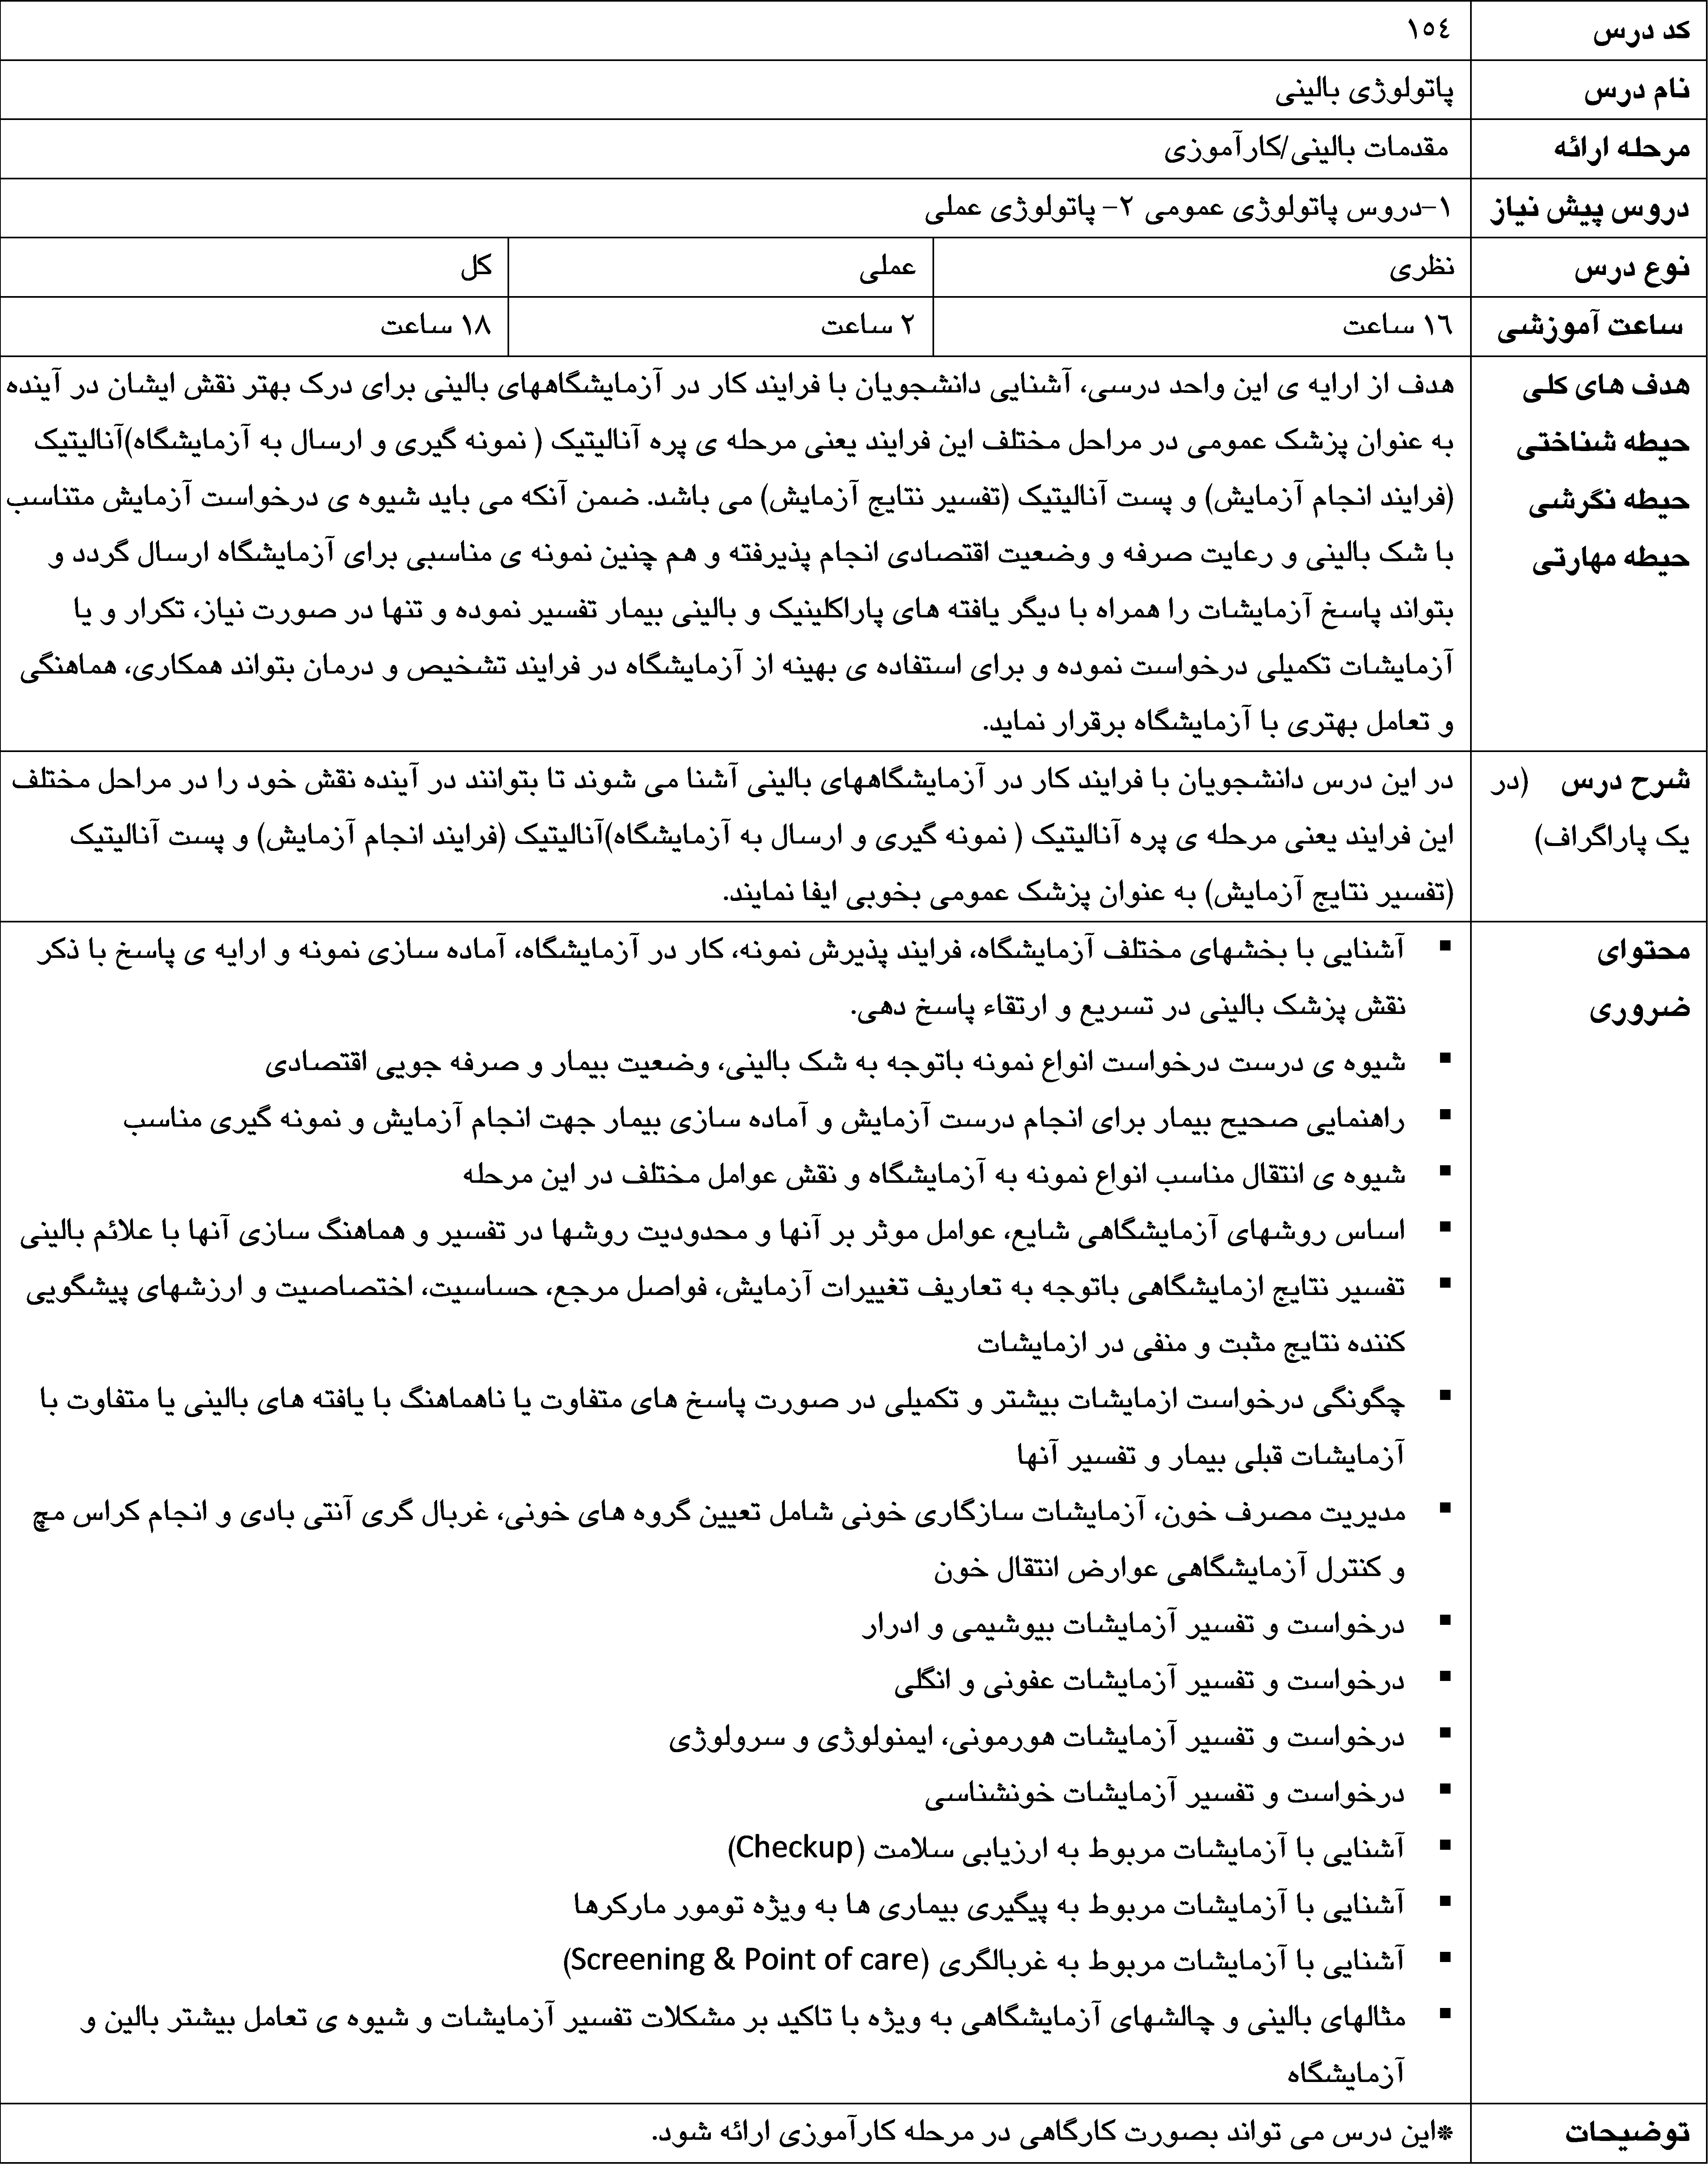 کد درس
١٥٤
نام درس
پاتولوژی بالینی
مرحله ارائه
مقدمات بالینی/کارآموزی
دروس پیش نیاز
١-دروس پاتولوژی عمومی ٢- پاتولوژی عملی
نوع درس
نظری
عملی
کل
ساعت آموزشی
١٦ ساعت
٢ ساعت
١٨ ساعت
هدف های کلی
حیطه شناختی
حیطه نگرشی
حیطه مهارتی
هدف از ارایه ی این واحد درسی، آشنایی دانشجویان با فرایند کار در آزمایشگاههای بالینی برای درک بهتر نقش ایشان در آینده
به عنوان پزشک عمومی در مراحل مختلف این فرایند یعنی مرحله ی پره آنالیتیک ( نمونه گیری و ارسال به آزمایشگاه)آنالیتیک
(فرایند انجام آزمایش) و پست آنالیتیک (تفسیر نتایج آزمایش) می باشد. ضمن آنکه می باید شیوه ی درخواست آزمایش متناسب
با شک بالینی و رعایت صرفه و وضعیت اقتصادی انجام پذیرفته و هم چنین نمونه ی مناسبی برای آزمایشگاه ارسال گردد و
بتواند پاسخ آزمایشات را همراه با دیگر یافته های پاراکلینیک و بالینی بیمار تفسیر نموده و تنها در صورت نیاز، تکرار و یا
آزمایشات تکمیلی درخواست نموده و برای استفاده ی بهینه از آزمایشگاه در فرایند تشخیص و درمان بتواند همکاری، هماهنگی
و تعامل بهتری با آزمایشگاه برقرار نماید.
شرح درس (در
یک پاراگراف)
در این درس دانشجویان با فرایند کار در آزمایشگاههای بالینی آشنا می شوند تا بتوانند در آینده نقش خود را در مراحل مختلف
این فرایند یعنی مرحله ی پره آنالیتیک ( نمونه گیری و ارسال به آزمایشگاه)آنالیتیک (فرایند انجام آزمایش) و پست آنالیتیک
(تفسیر نتایج آزمایش) به عنوان پزشک عمومی بخوبی ایفا نمایند.
محتوای
ضروری
▪ آشنایی با بخشهای مختلف آزمایشگاه، فرایند پذیرش نمونه، کار در آزمایشگاه، آماده سازی نمونه و ارایه ی پاسخ با ذکر
نقش پزشک بالینی در تسریع و ارتقاء پاسخ دهی.
▪ شیوه ی درست درخواست انواع نمونه باتوجه به شک بالینی، وضعیت بیمار و صرفه جویی اقتصادی
▪ راهنمایی صحیح بیمار برای انجام درست آزمایش و آماده سازی بیمار جهت انجام آزمایش و نمونه گیری مناسب
▪ شیوه ی انتقال مناسب انواع نمونه به آزمایشگاه و نقش عوامل مختلف در این مرحله
▪ اساس روشهای آزمایشگاهی شایع، عوامل موثر بر آنها و محدودیت روشها در تفسیر و هماهنگ سازی آنها با علائم بالینی
▪ تفسیر نتایج ازمایشگاهی باتوجه به تعاریف تغییرات آزمایش، فواصل مرجع، حساسیت، اختصاصیت و ارزشهای پیشگویی
کننده نتایج مثبت و منفی در ازمایشات
▪ چگونگی درخواست ازمایشات بیشتر و تکمیلی در صورت پاسخ های متفاوت یا ناهماهنگ با یافته های بالینی یا متفاوت با
آزمایشات قبلی بیمار و تفسیر آنها
▪ مدیریت مصرف خون، آزمایشات سازگاری خونی شامل تعیین گروه های خونی، غربال گری آنتی بادی و انجام کراس مچ
و کنترل آزمایشگاهی عوارض انتقال خون
▪ درخواست و تفسیر آزمایشات بیوشیمی و ادرار
▪ درخواست و تفسیر آزمایشات عفونی و انگلی
▪ درخواست و تفسیر آزمایشات هورمونی، ایمنولوژی و سرولوژی
▪ درخواست و تفسیر آزمایشات خونشناسی
▪ آشنایی با آزمایشات مربوط به ارزیابی سلامت (Checkup)
▪ آشنایی با آزمایشات مربوط به پیگیری بیماری ها به ویژه تومور مارکرها
▪ آشنایی با آزمایشات مربوط به غربالگری (Screening & Point of care)
▪ مثالهای بالینی و چالشهای آزمایشگاهی به ویژه با تاکید بر مشکلات تفسیر آزمایشات و شیوه ی تعامل بیشتر بالین و
آزمایشگاه
توضیحات
*این درس می تواند بصورت کارگاهی در مرحله کارآموزی ارائه شود.